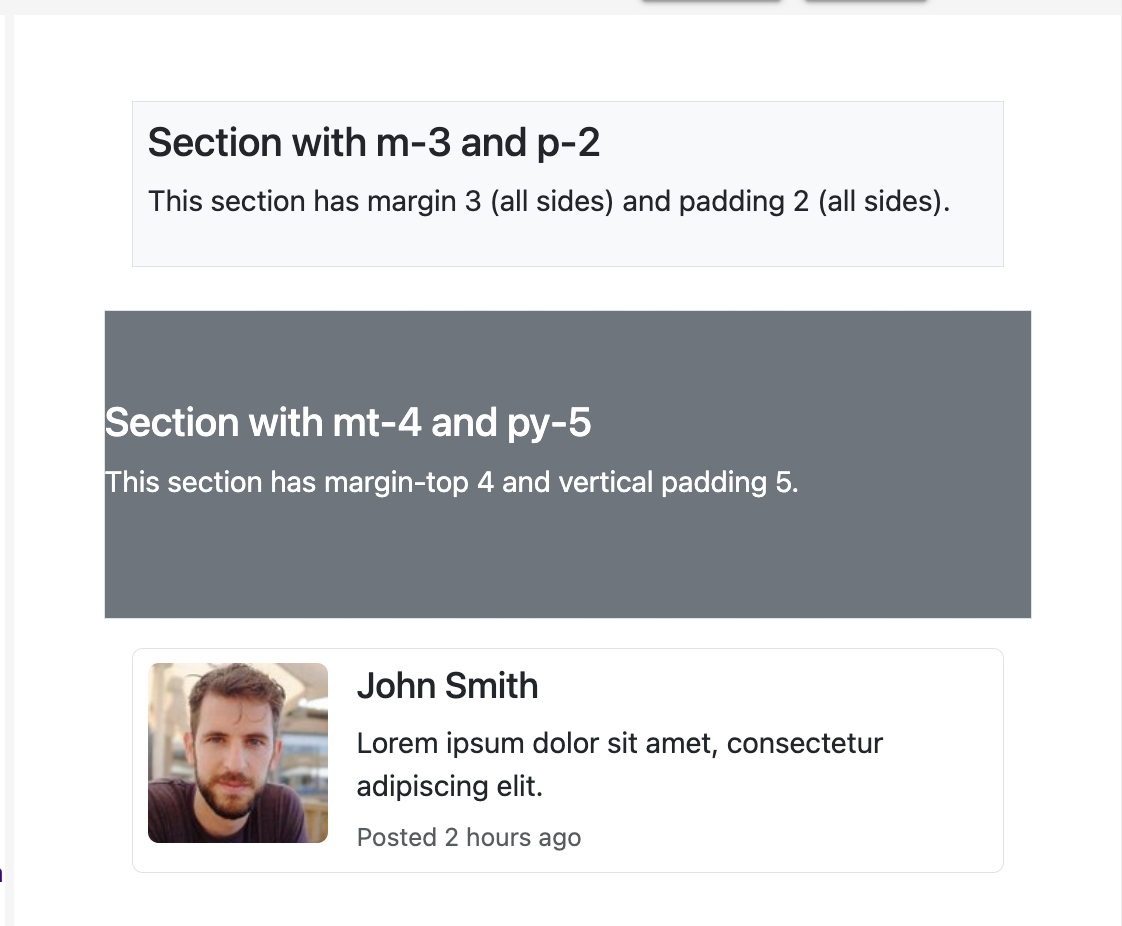 Section with m-3 and p-2
This section has margin 3 (all sides) and padding 2 (all sides).
Section with mt-4 and py-5
This section has margin-top 4 and vertical padding 5.
John Smith
Lorem ipsum dolor sit amet, consectetur
adipiscing elit.
Posted 2 hours ago